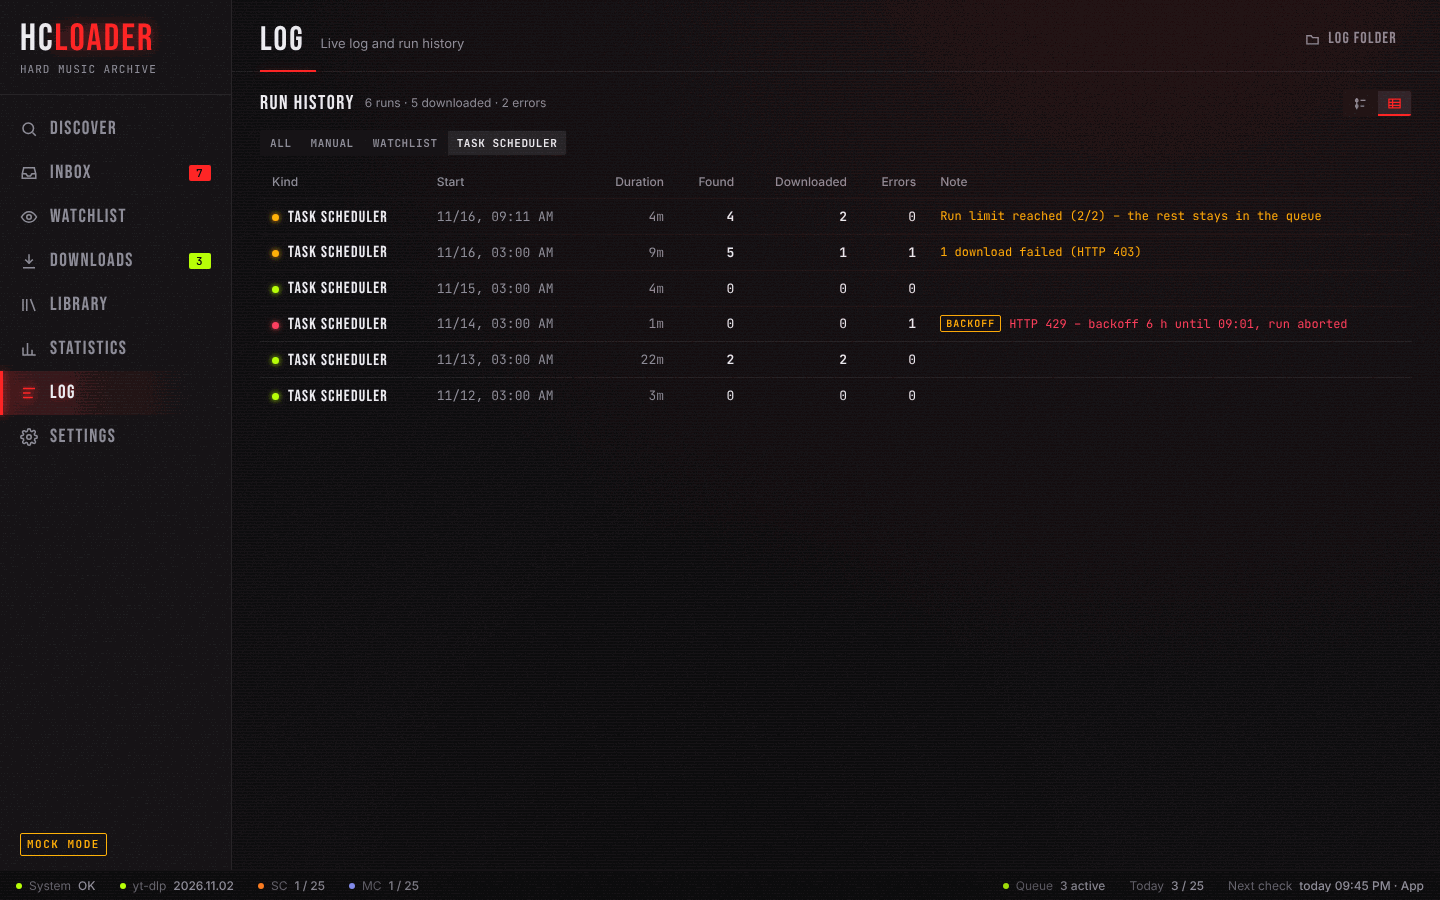 HCLOADER
HARD MUSIC ARCHIVE
DISCOVER
INBOX 7
WATCHLIST
DOWNLOADS 3
LIBRARY
STATISTICS
LOG
SETTINGS
MOCK MODE
LOG Live log and run history LOG FOLDER
RUN HISTORY 6 runs · 5 downloaded · 2 errors
ALL MANUAL WATCHLIST TASK SCHEDULER
Kind Start Duration Found Downloaded Errors Note
TASK SCHEDULER 11/16, 09:11 AM 4m 4 2 0 Run limit reached (2/2) – the rest stays in the queue
TASK SCHEDULER 11/16, 03:00 AM 9m 5 1 1 1 download failed (HTTP 403)
TASK SCHEDULER 11/15, 03:00 AM 4m 0 0 0
TASK SCHEDULER 11/14, 03:00 AM 1m 0 0 1 BACKOFF HTTP 429 – backoff 6 h until 09:01, run aborted
TASK SCHEDULER 11/13, 03:00 AM 22m 2 2 0
TASK SCHEDULER 11/12, 03:00 AM 3m 0 0 0
System OK yt-dlp 2026.11.02 SC 1 / 25 MC 1 / 25 Queue 3 active Today 3 / 25 Next check today 09:45 PM · App